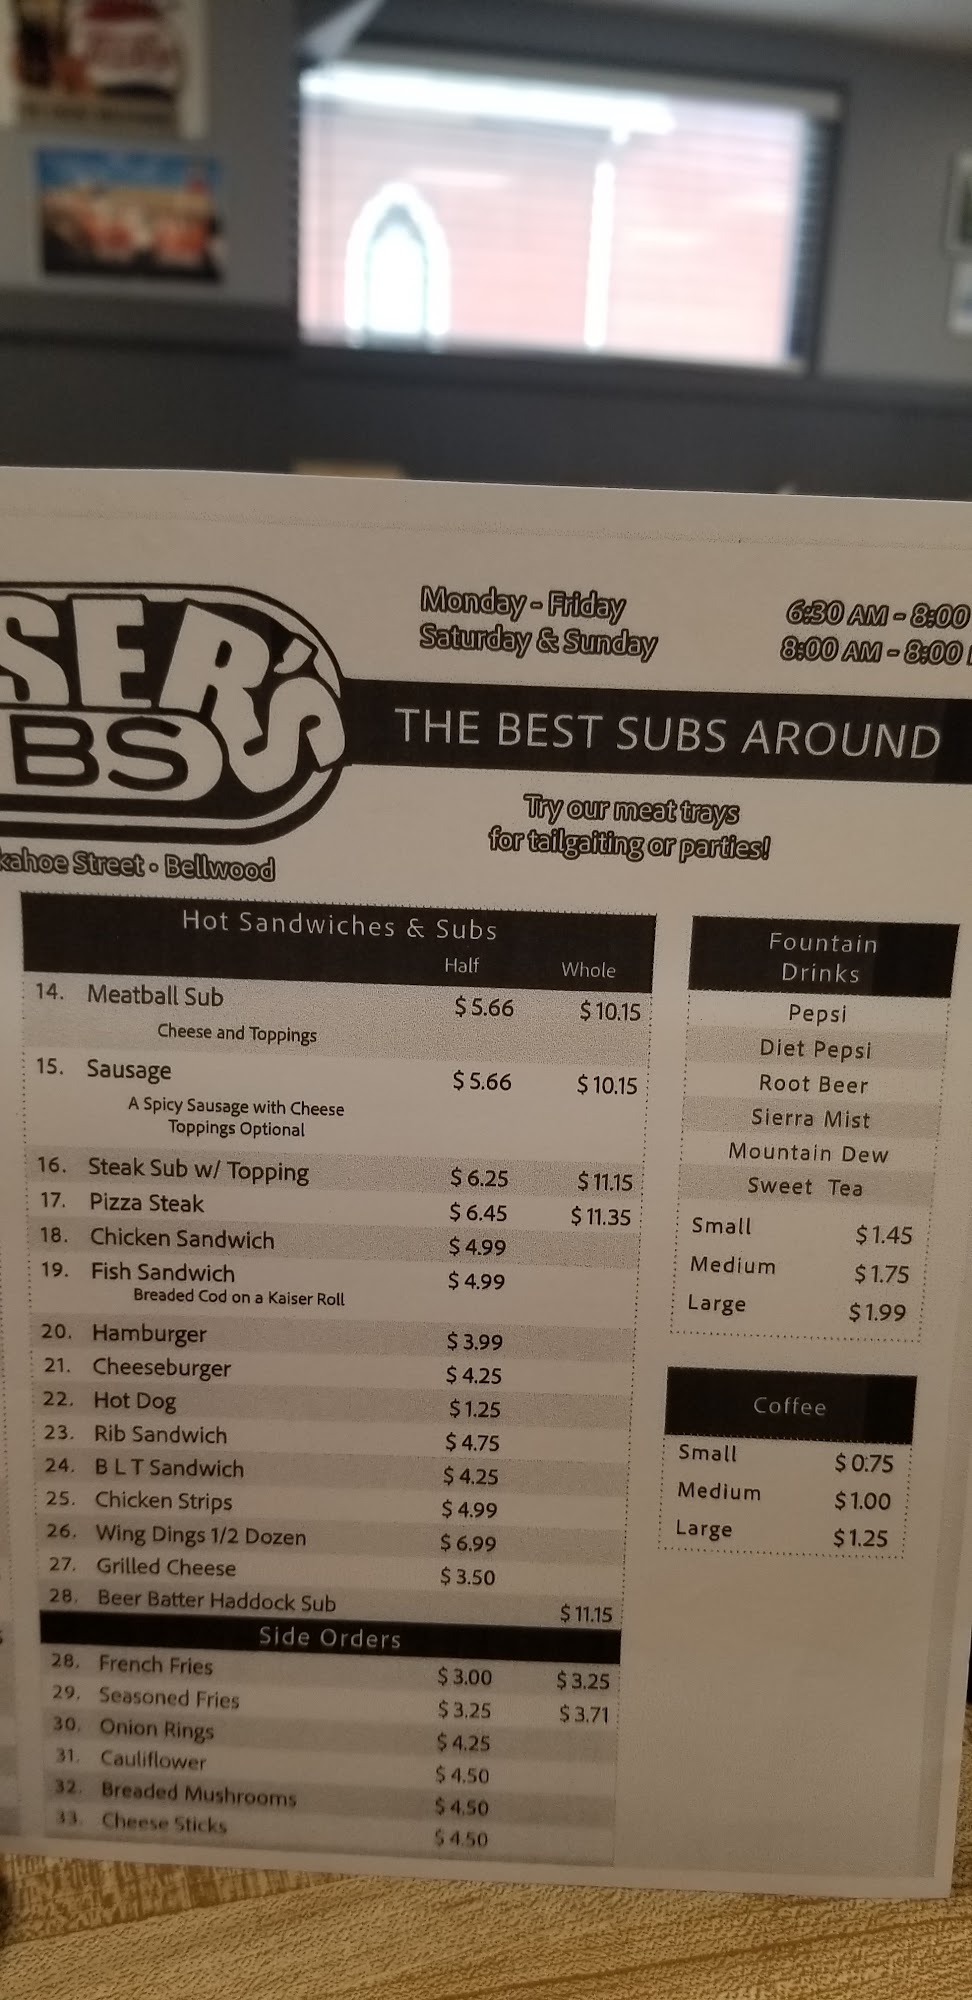 SER'S
BS
kahoe Street • Bellwood
Monday - Friday 6:30 AM - 8:00
Saturday & Sunday 8:00 AM - 8:00
THE BEST SUBS AROUND
Try our meat trays
for tailgaiting or parties!
Hot Sandwiches & Subs
Half Whole
14. Meatball Sub $ 5.66 $ 10.15
Cheese and Toppings
15. Sausage $ 5.66 $ 10.15
A Spicy Sausage with Cheese
Toppings Optional
16. Steak Sub w/ Topping $ 6.25 $ 11.15
17. Pizza Steak $ 6.45 $ 11.35
18. Chicken Sandwich $ 4.99
19. Fish Sandwich $ 4.99
Breaded Cod on a Kaiser Roll
20. Hamburger $ 3.99
21. Cheeseburger $ 4.25
22. Hot Dog $ 1.25
23. Rib Sandwich $ 4.75
24. B L T Sandwich $ 4.25
25. Chicken Strips $ 4.99
26. Wing Dings 1/2 Dozen $ 6.99
27. Grilled Cheese $ 3.50
28. Beer Batter Haddock Sub $ 11.15
Side Orders
28. French Fries $ 3.00 $ 3.25
29. Seasoned Fries $ 3.25 $ 3.71
30. Onion Rings $ 4.25
31. Cauliflower $ 4.50
32. Breaded Mushrooms $ 4.50
33. Cheese Sticks $ 4.50
Fountain
Drinks
Pepsi
Diet Pepsi
Root Beer
Sierra Mist
Mountain Dew
Sweet Tea
Small $ 1.45
Medium $ 1.75
Large $ 1.99
Coffee
Small $ 0.75
Medium $ 1.00
Large $ 1.25